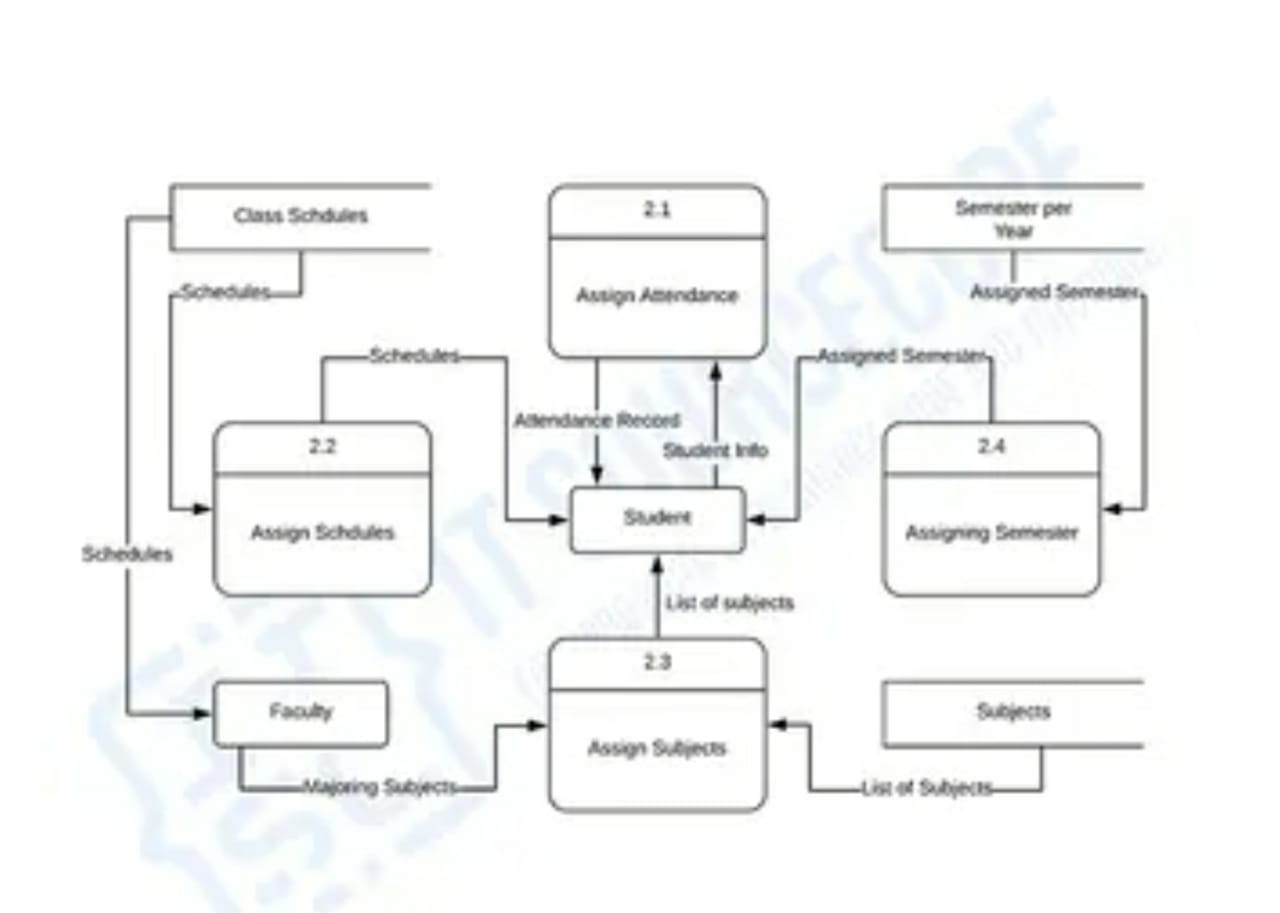 Class Schdules
2.1
Semester per
Year
Schedules
Assign Attendance
Assigned Semester
Schedules
Assigned Semester
Attendance Record
2.2
Student Info
2.4
Student
Assign Schdules
Assigning Semester
Schedules
List of subjects
2.3
Faculty
Subjects
Assign Subjects
Majoring Subjects
List of Subjects
IT SOURCECODE